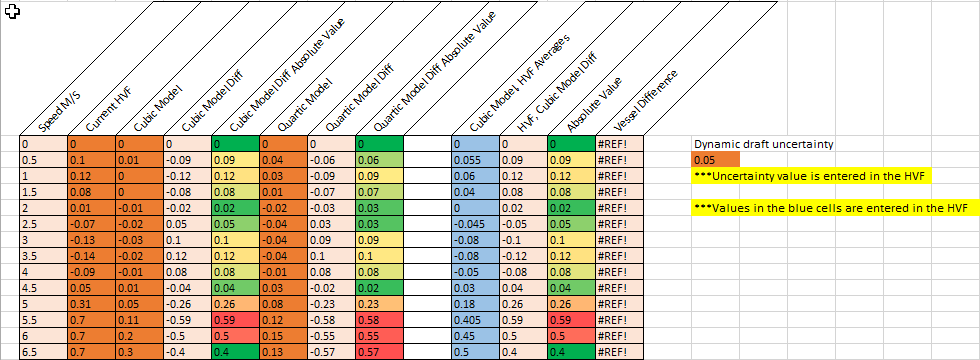 Speed M/S Current HVF Cubic Model Cubic Model Diff Cubic Model Diff Absolute Value Quartic Model Quartic Model Diff Quartic Model Diff Absolute Value Cubic Model, HVF Averages HVF, Cubic Model Diff Absolute Value Vessel Difference
0 0 0 0 0 0 0 0 0 0 0 #REF! Dynamic draft uncertainty
0.5 0.1 0.01 -0.09 0.09 0.04 -0.06 0.06 0.055 0.09 0.09 #REF! 0.05
1 0.12 0 -0.12 0.12 0.03 -0.09 0.09 0.06 0.12 0.12 #REF! ***Uncertainty value is entered in the HVF
1.5 0.08 0 -0.08 0.08 0.01 -0.07 0.07 0.04 0.08 0.08 #REF!
2 0.01 -0.01 -0.02 0.02 -0.02 -0.03 0.03 0 0.02 0.02 #REF! ***Values in the blue cells are entered in the HVF
2.5 -0.07 -0.02 0.05 0.05 -0.04 0.03 0.03 -0.045 -0.05 0.05 #REF!
3 -0.13 -0.03 0.1 0.1 -0.04 0.09 0.09 -0.08 -0.1 0.1 #REF!
3.5 -0.14 -0.02 0.12 0.12 -0.04 0.1 0.1 -0.08 -0.12 0.12 #REF!
4 -0.09 -0.01 0.08 0.08 -0.01 0.08 0.08 -0.05 -0.08 0.08 #REF!
4.5 0.05 0.01 -0.04 0.04 0.03 -0.02 0.02 0.03 0.04 0.04 #REF!
5 0.31 0.05 -0.26 0.26 0.08 -0.23 0.23 0.18 0.26 0.26 #REF!
5.5 0.7 0.11 -0.59 0.59 0.12 -0.58 0.58 0.405 0.59 0.59 #REF!
6 0.7 0.2 -0.5 0.5 0.15 -0.55 0.55 0.45 0.5 0.5 #REF!
6.5 0.7 0.3 -0.4 0.4 0.13 -0.57 0.57 0.5 0.4 0.4 #REF!